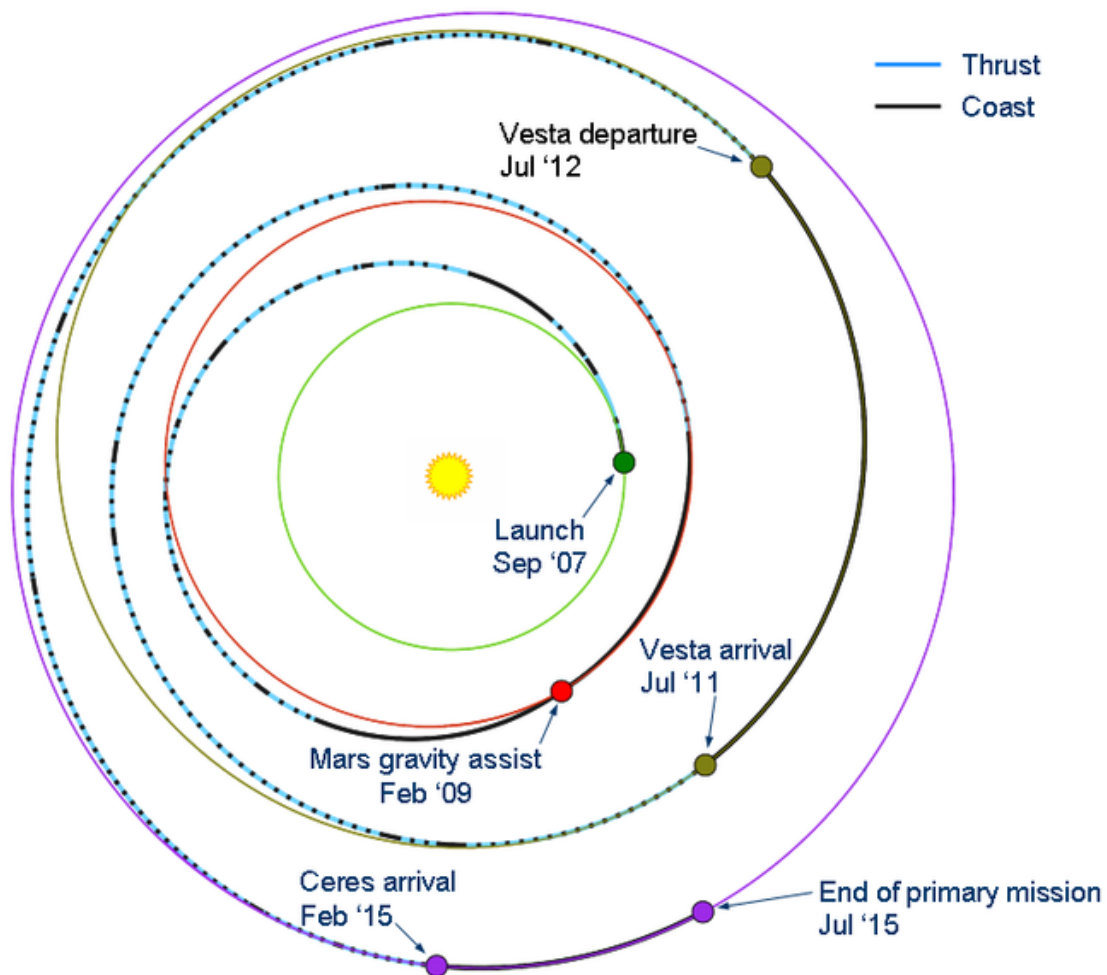 Thrust
Coast
Vesta departure
Jul ‘12
Launch
Sep ‘07
Vesta arrival
Jul ‘11
Mars gravity assist
Feb ‘09
Ceres arrival
Feb ‘15
End of primary mission
Jul ‘15